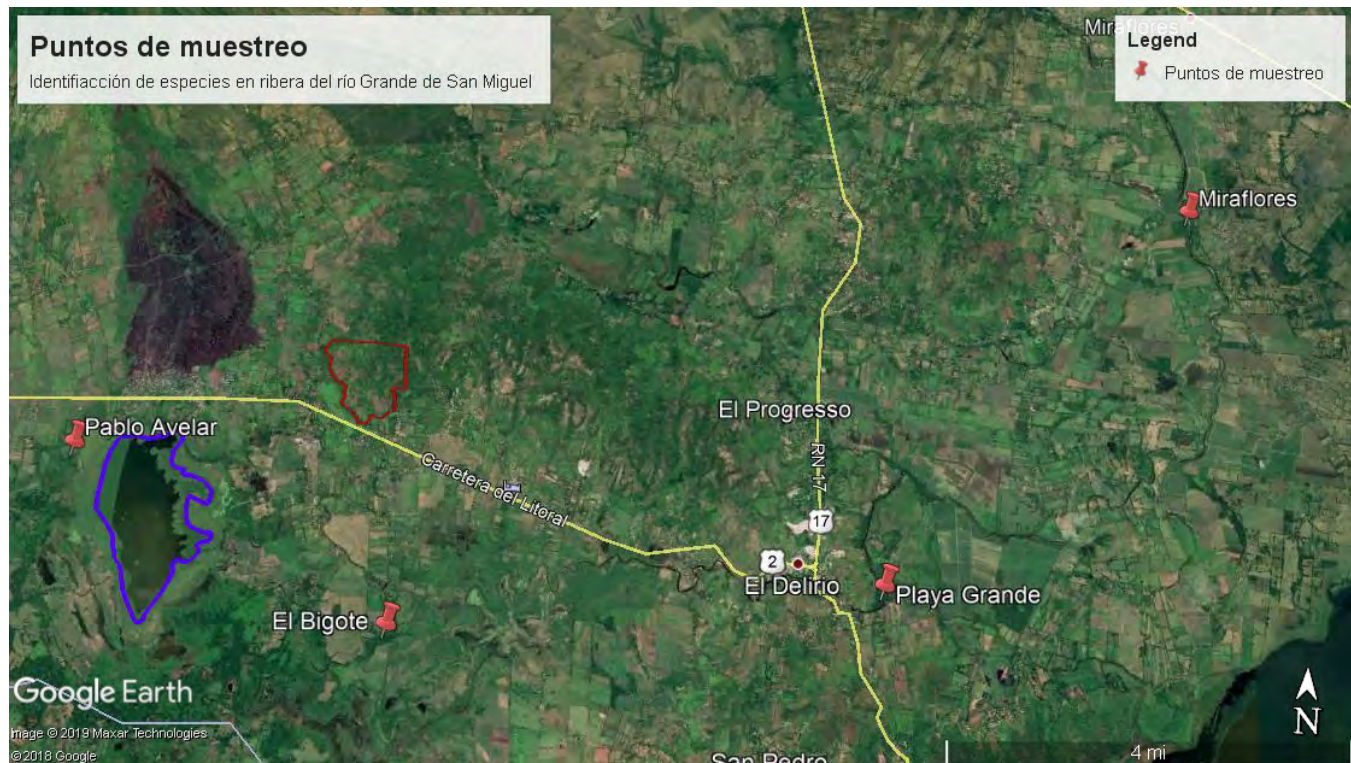 Puntos de muestreo
Identifiacción de especies en ribera del río Grande de San Miguel
Miraflores
Legend
Puntos de muestreo
Miraflores
El Progresso
Pablo Avelar
Carretera del Litoral
RN 17
17
2
El Delirio
Playa Grande
El Bigote
Google Earth
Image © 2019 Maxar Technologies
© 2018 Google
San Pedro
N
4 mi